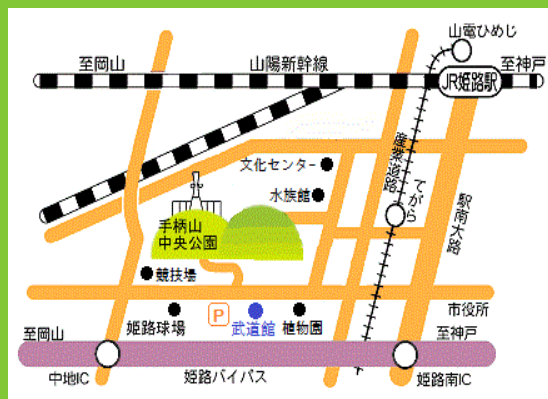 山電ひめじ
至岡山
山陽新幹線
至神戸
JR姫路駅
文化センター
産業道路
水族館
てがら
駅南大路
手柄山
中央公園
競技場
市役所
姫路球場
P
武道館
植物園
至岡山
至神戸
中地IC
姫路バイパス
姫路南IC